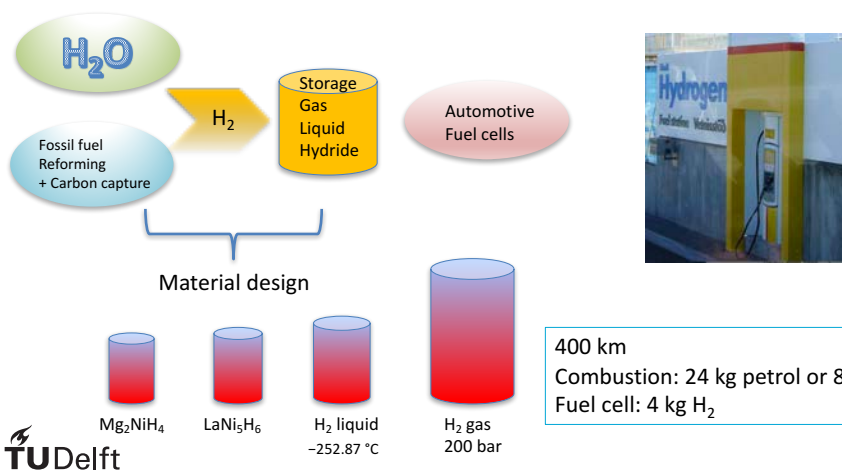 H₂O
Fossil fuel
Reforming
+ Carbon capture
H₂
Storage
Gas
Liquid
Hydride
Automotive
Fuel cells
Hydrogen
Material design
Mg₂NiH₄
LaNi₅H₆
H₂ liquid
−252.87 °C
H₂ gas
200 bar
400 km
Combustion: 24 kg petrol or 8
Fuel cell: 4 kg H₂
TUDelft